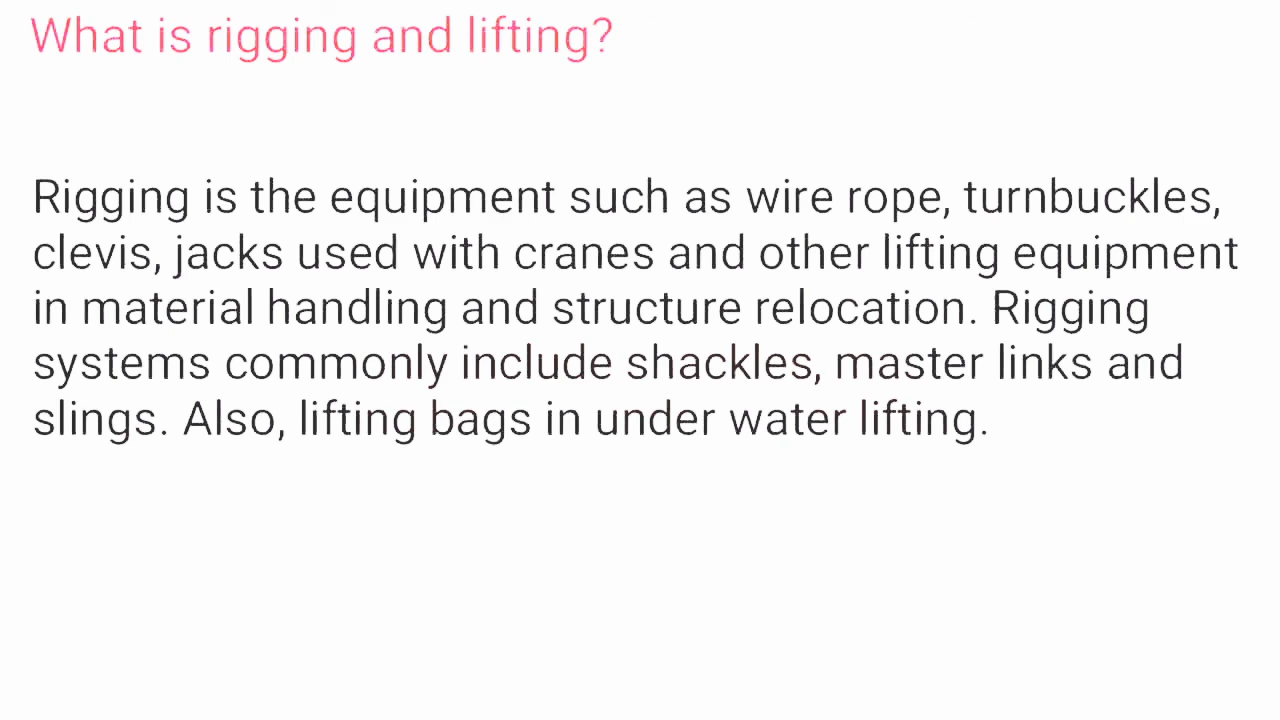 What is rigging and lifting?
Rigging is the equipment such as wire rope, turnbuckles,
clevis, jacks used with cranes and other lifting equipment
in material handling and structure relocation. Rigging
systems commonly include shackles, master links and
slings. Also, lifting bags in under water lifting.